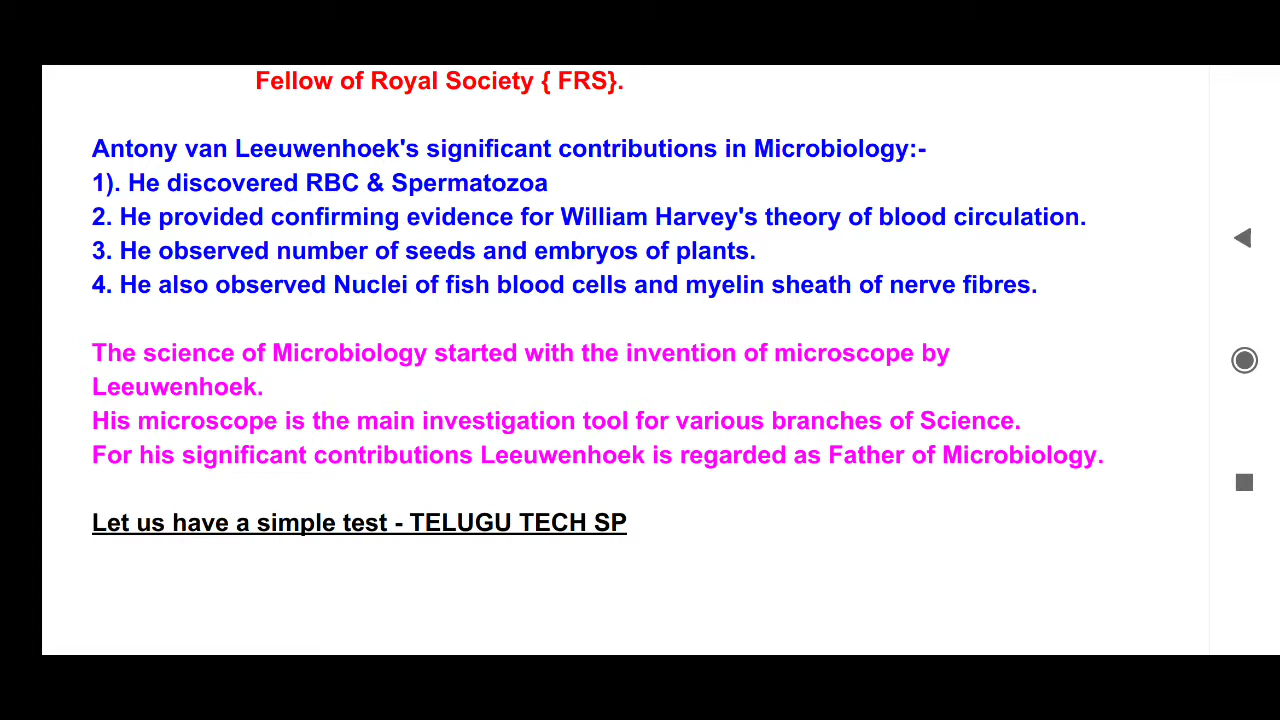 Fellow of Royal Society { FRS}.
Antony van Leeuwenhoek's significant contributions in Microbiology:-
1). He discovered RBC & Spermatozoa
2. He provided confirming evidence for William Harvey's theory of blood circulation.
3. He observed number of seeds and embryos of plants.
4. He also observed Nuclei of fish blood cells and myelin sheath of nerve fibres.
The science of Microbiology started with the invention of microscope by
Leeuwenhoek.
His microscope is the main investigation tool for various branches of Science.
For his significant contributions Leeuwenhoek is regarded as Father of Microbiology.
Let us have a simple test - TELUGU TECH SP